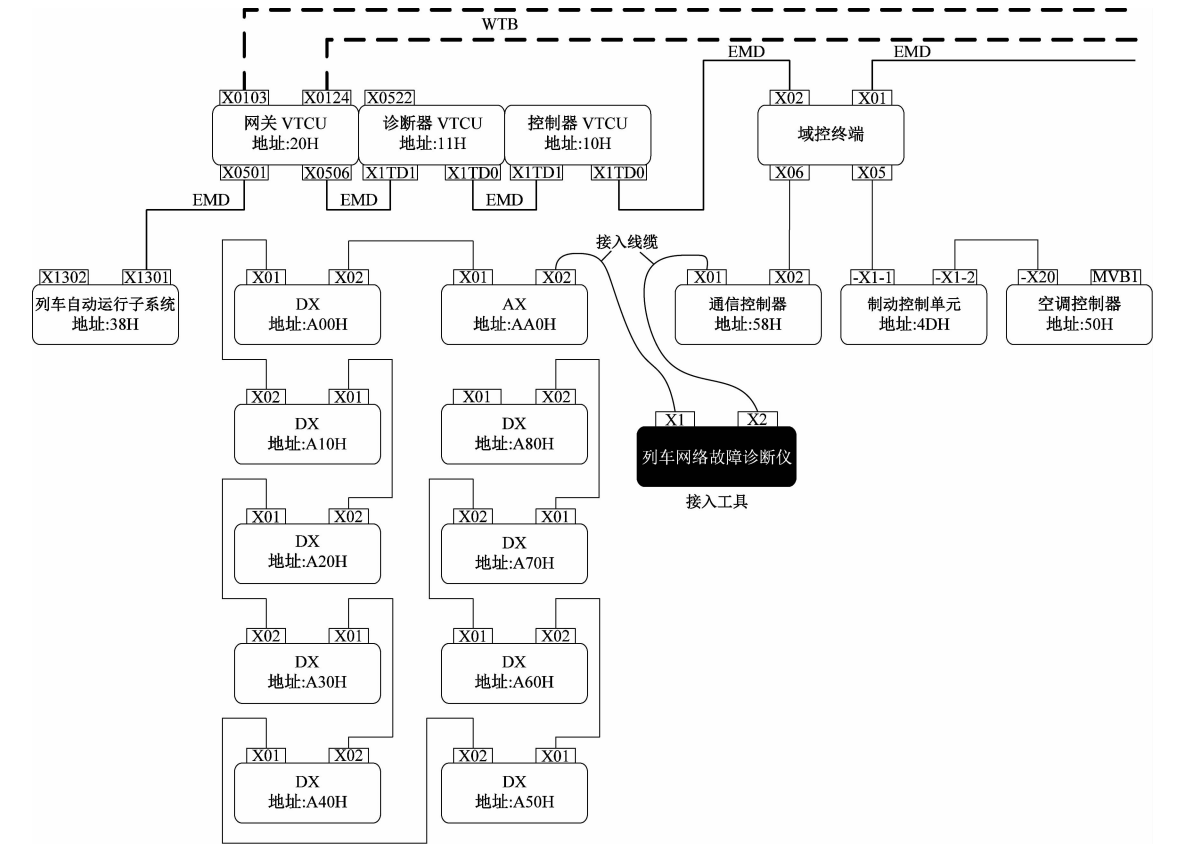 WTB
EMD
EMD
X0103
X0124
X0522
X02
X01
网关 VTCU
地址:20H
诊断器 VTCU
地址:11H
控制器 VTCU
地址:10H
域控终端
X0501
X0506
X1TD1
X1TD0
X1TD1
X1TD0
X06
X05
EMD
EMD
EMD
接入线缆
X1302
X1301
X01
X02
X01
X02
X01
X02
-X1-1
-X1-2
-X20
MVB1
列车自动运行子系统
地址:38H
DX
地址:A00H
AX
地址:AA0H
通信控制器
地址:58H
制动控制单元
地址:4DH
空调控制器
地址:50H
X02
X01
X01
X02
X1
X2
DX
地址:A10H
DX
地址:A80H
列车网络故障诊断仪
接入工具
X01
X02
X02
X01
DX
地址:A20H
DX
地址:A70H
X02
X01
X01
X02
DX
地址:A30H
DX
地址:A60H
X01
X02
X02
X01
DX
地址:A40H
DX
地址:A50H